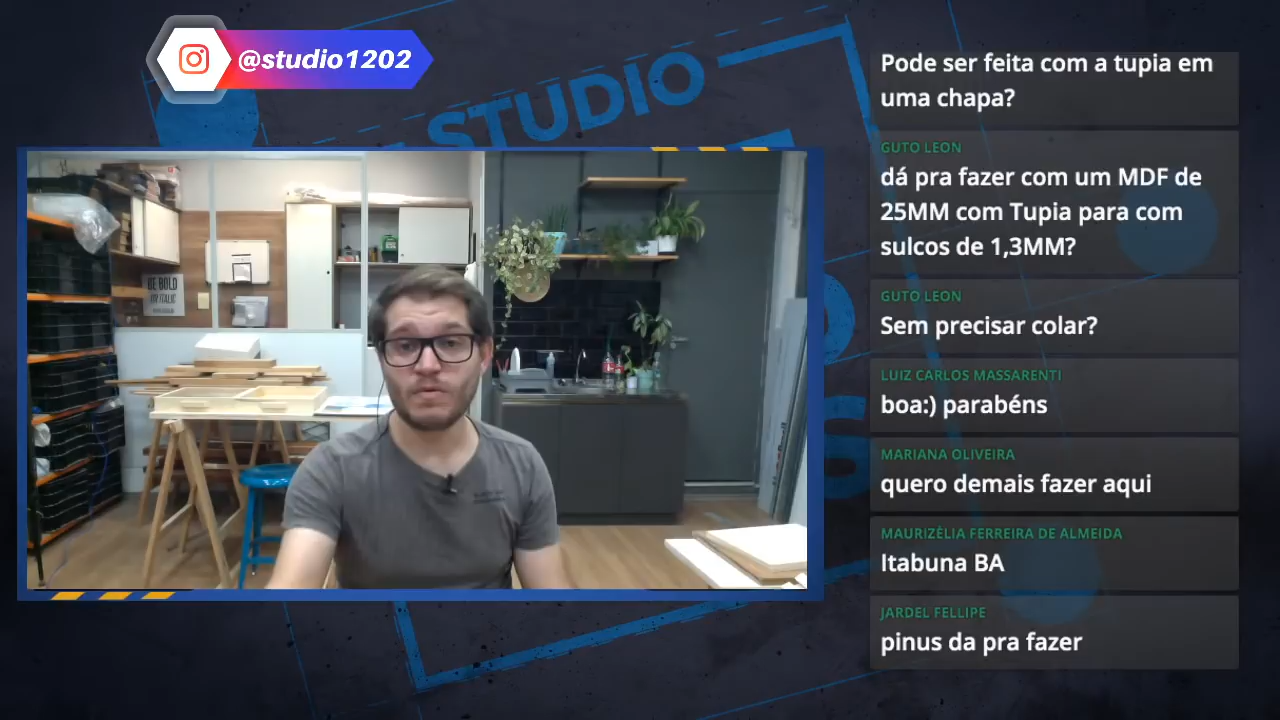 @studio1202
STUDIO
BE BOLD
OR ITALIC
Pode ser feita com a tupia em
uma chapa?
GUTO LEON
dá pra fazer com um MDF de
25MM com Tupia para com
sulcos de 1,3MM?
GUTO LEON
Sem precisar colar?
LUIZ CARLOS MASSARENTI
boa:) parabéns
MARIANA OLIVEIRA
quero demais fazer aqui
MAURIZÉLIA FERREIRA DE ALMEIDA
Itabuna BA
JARDEL FELLIPE
pinus da pra fazer